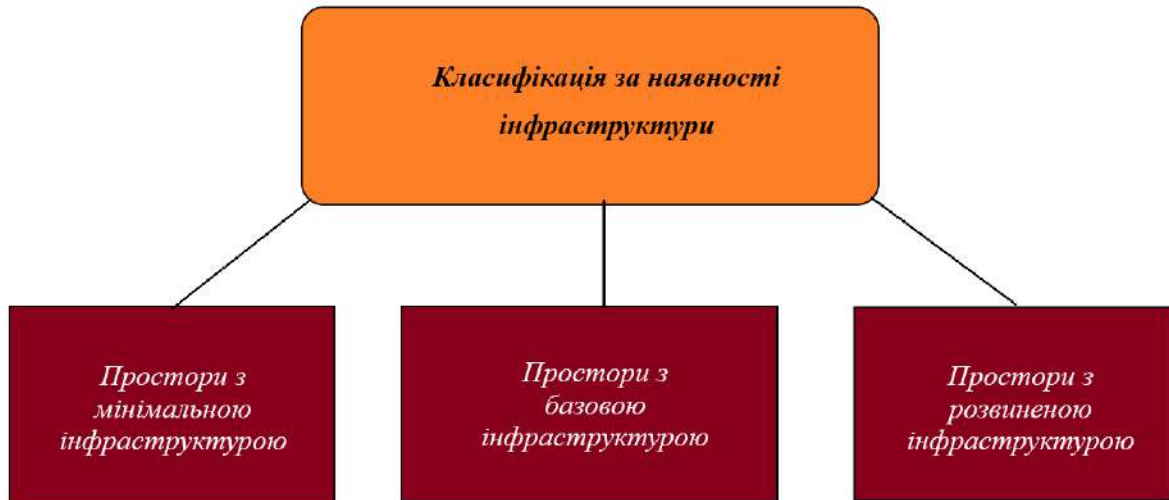 Класифікація за наявності
інфраструктури
Простори з
мінімальною
інфраструктурою
Простори з
базовою
інфраструктурою
Простори з
розвиненою
інфраструктурою